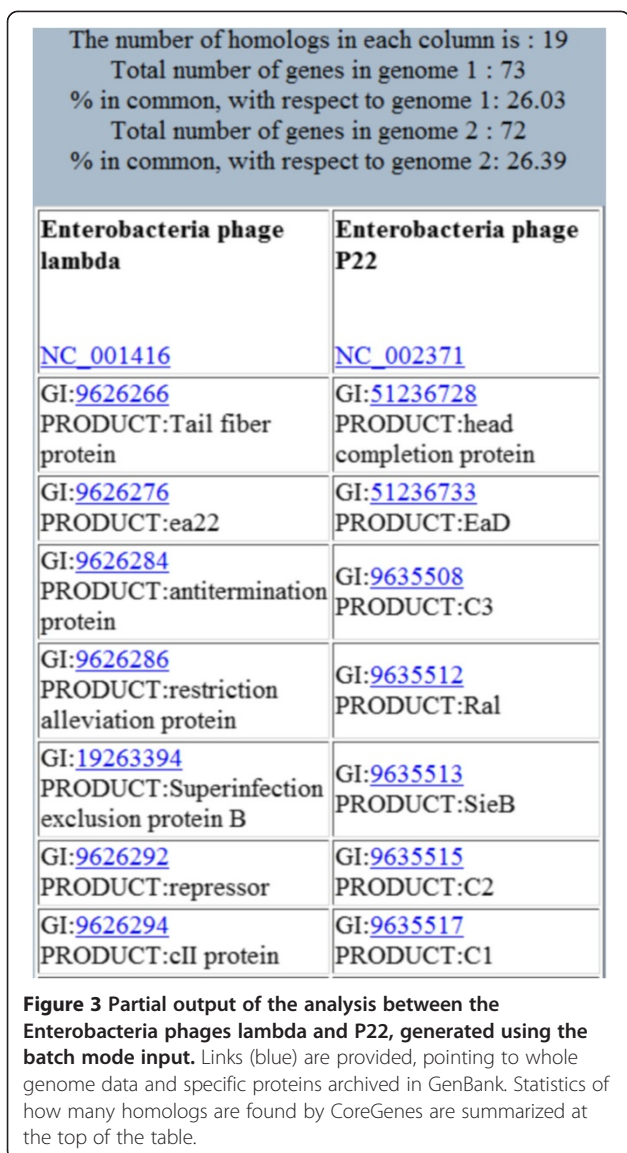 The number of homologs in each column is : 19
Total number of genes in genome 1 : 73
% in common, with respect to genome 1: 26.03
Total number of genes in genome 2 : 72
% in common, with respect to genome 2: 26.39
Enterobacteria phage
lambda
NC_001416
Enterobacteria phage
P22
NC_002371
GI:9626266
PRODUCT:Tail fiber
protein
GI:51236728
PRODUCT:head
completion protein
GI:9626276
PRODUCT:ea22
GI:51236733
PRODUCT:EaD
GI:9626284
PRODUCT:antitermination
protein
GI:9635508
PRODUCT:C3
GI:9626286
PRODUCT:restriction
alleviation protein
GI:9635512
PRODUCT:Ral
GI:19263394
PRODUCT:Superinfection
exclusion protein B
GI:9635513
PRODUCT:SieB
GI:9626292
PRODUCT:repressor
GI:9635515
PRODUCT:C2
GI:9626294
PRODUCT:cII protein
GI:9635517
PRODUCT:C1
Figure 3 Partial output of the analysis between the
Enterobacteria phages lambda and P22, generated using the
batch mode input. Links (blue) are provided, pointing to whole
genome data and specific proteins archived in GenBank. Statistics of
how many homologs are found by CoreGenes are summarized at
the top of the table.